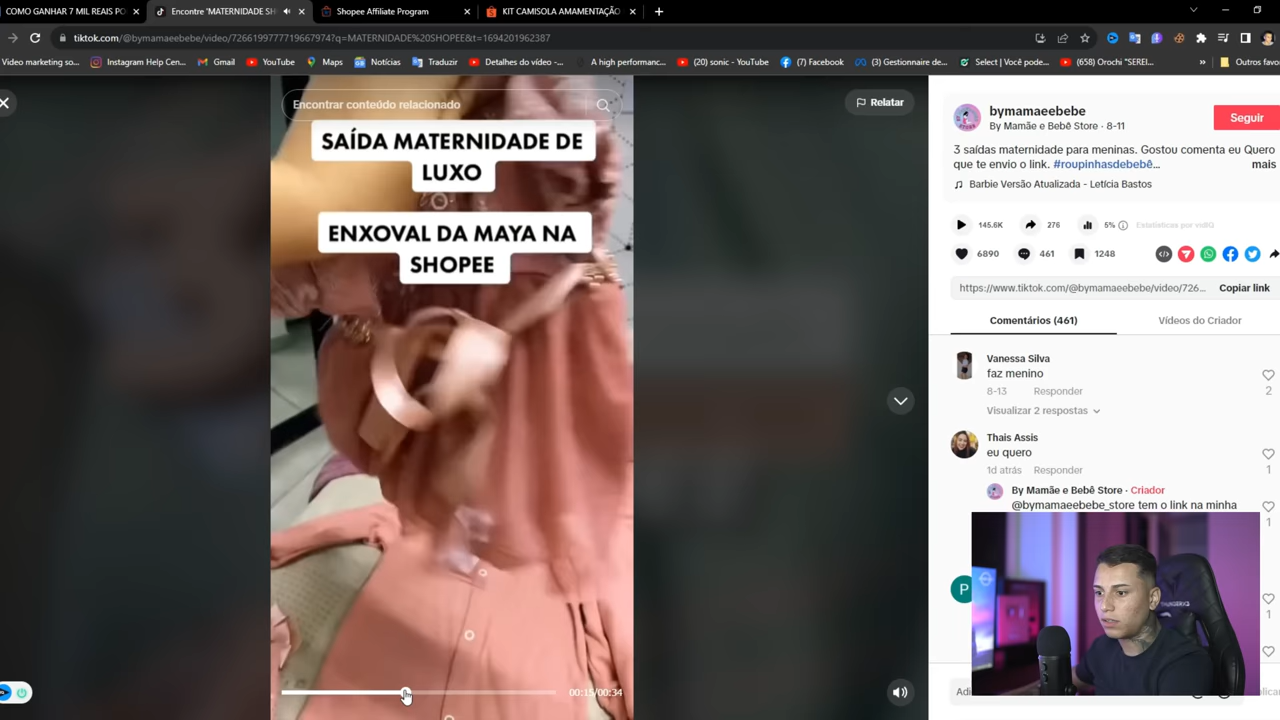 COMO GANHAR 7 MIL REAIS PO
Encontre 'MATERNIDADE SH
Shopee Affiliate Program
KIT CAMISOLA AMAMENTAÇÃO
tiktok.com/@bymamaeebebe/video/7266199777719667974?q=MATERNIDADE%20SHOPEE&t=1694201962387
Video marketing so...
Instagram Help Cen...
Gmail
YouTube
Maps
Notícias
Traduzir
Detalhes do vídeo -...
A high performanc...
(20) sonic - YouTube
(7) Facebook
(3) Gestionnaire de...
Select | Você pode...
(658) Orochi "SEREI...
Outros favo
Encontrar conteúdo relacionado
Relatar
SAÍDA MATERNIDADE DE
LUXO
ENXOVAL DA MAYA NA
SHOPEE
00:15/00:34
bymamaeebebe
By Mamãe e Bebê Store · 8-11
Seguir
3 saídas maternidade para meninas. Gostou comenta eu Quero
que te envio o link. #roupinhasdebebê...
mais
Barbie Versão Atualizada - Letícia Bastos
145.6K
276
5%
6890
461
1248
https://www.tiktok.com/@bymamaeebebe/video/726...
Copiar link
Comentários (461)
Vídeos do Criador
Vanessa Silva
faz menino
8-13
Responder
2
Visualizar 2 respostas
Thais Assis
eu quero
1d atrás
Responder
1
By Mamãe e Bebê Store · Criador
@bymamaeebebe_store tem o link na minha
1
P
1